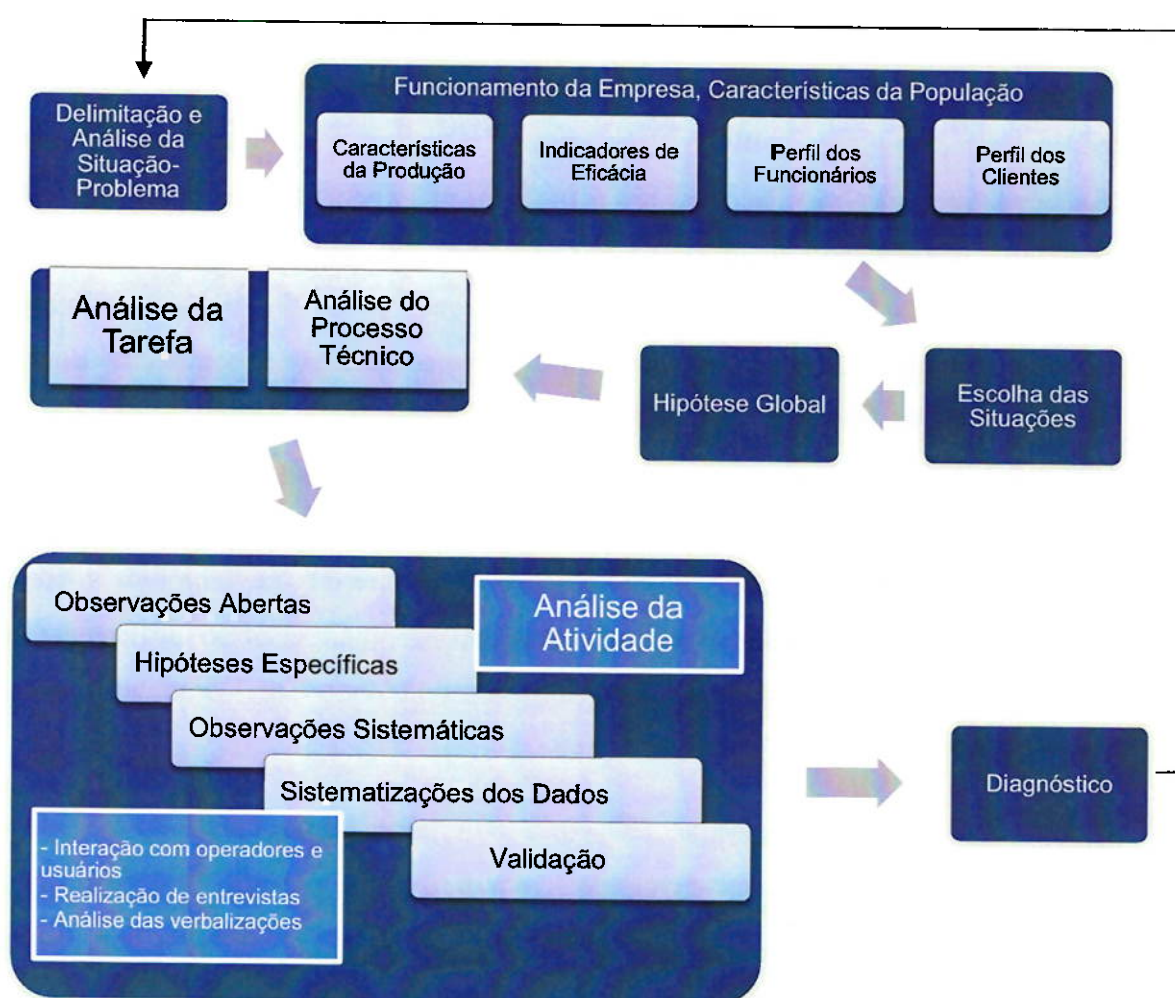 Delimitação e
Análise da
Situação-
Problema
Funcionamento da Empresa, Características da População
Características
da Produção
Indicadores de
Eficácia
Perfil dos
Funcionários
Perfil dos
Clientes
Análise da
Tarefa
Análise do
Processo
Técnico
Hipótese Global
Escolha das
Situações
Observações Abertas
Análise da
Atividade
Hipóteses Específicas
Observações Sistemáticas
Sistematizações dos Dados
Validação
- Interação com operadores e
usuários
- Realização de entrevistas
- Análise das verbalizações
Diagnóstico